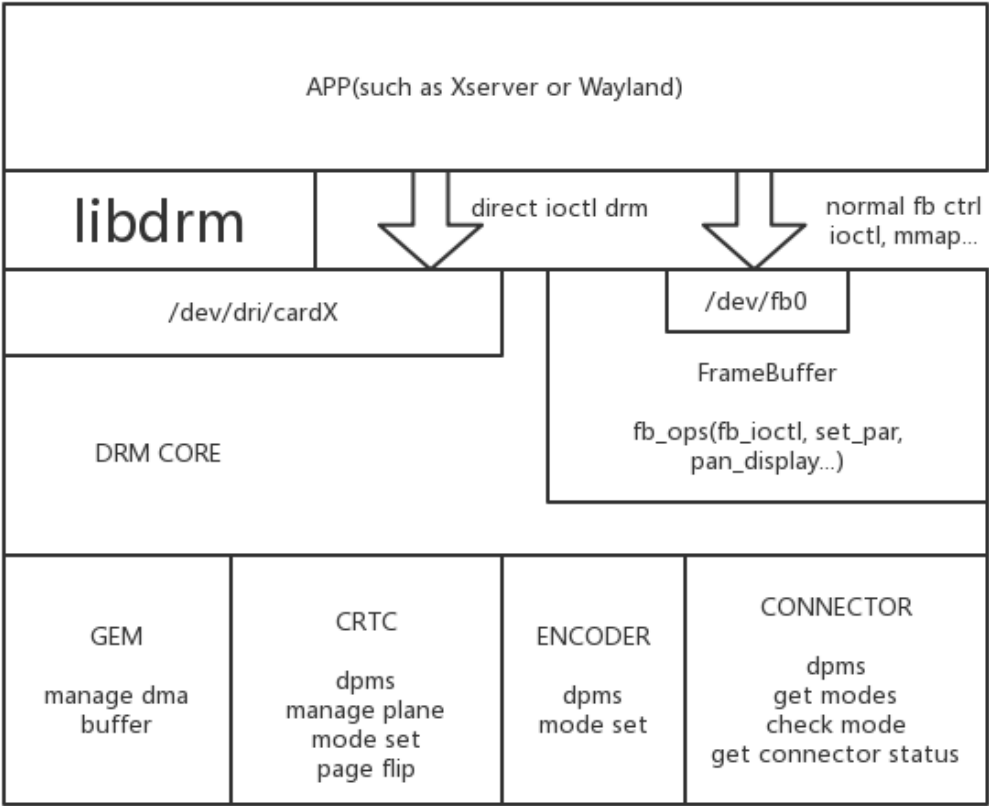 APP(such as Xserver or Wayland)
libdrm
direct ioctl drm
normal fb ctrl
ioctl, mmap...
/dev/dri/cardX
/dev/fb0
FrameBuffer
fb_ops(fb_ioctl, set_par,
pan_display...)
DRM CORE
GEM
manage dma
buffer
CRTC
dpms
manage plane
mode set
page flip
ENCODER
dpms
mode set
CONNECTOR
dpms
get modes
check mode
get connector status